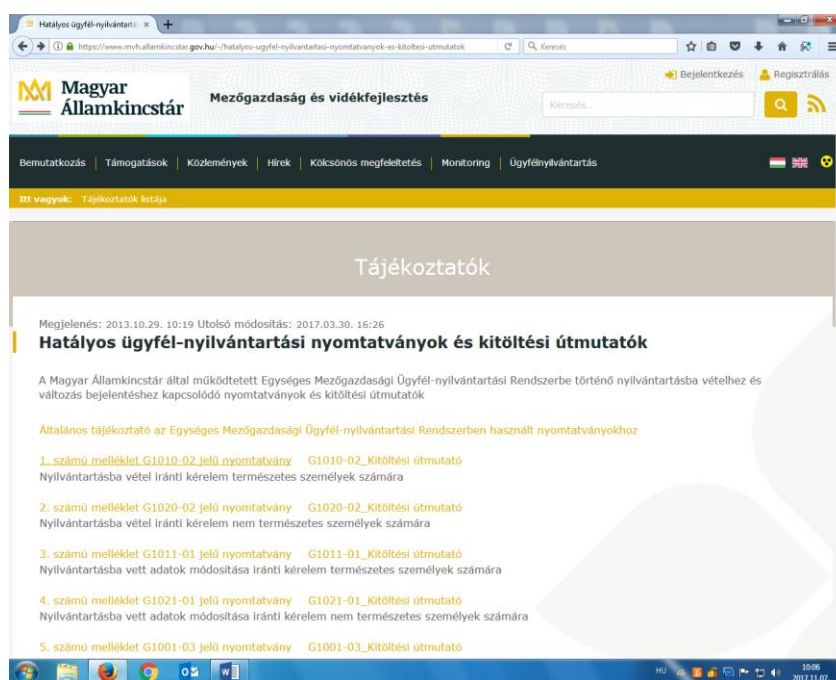 Hatályos ügyfél-nyilvántartá
https://www.mvh.allamkincstar.gov.hu/-/hatalyos-ugyfel-nyilvantartasi-nyomtatvanyok-es-kitoltesi-utmutatok
Keresés
Bejelentkezés
Regisztrálás
Magyar
Államkincstár
Mezőgazdaság és vidékfejlesztés
Keresés...
Bemutatkozás | Támogatások | Közlemények | Hírek | Kölcsönös megfeleltetés | Monitoring | Ügyfélnyilvántartás
Itt vagyok: Tájékoztatók listája
Tájékoztatók
Megjelenés: 2013.10.29. 10:19 Utolsó módosítás: 2017.03.30. 16:26
Hatályos ügyfél-nyilvántartási nyomtatványok és kitöltési útmutatók
A Magyar Államkincstár által működtetett Egységes Mezőgazdasági Ügyfél-nyilvántartási Rendszerbe történő nyilvántartásba vételhez és
változás bejelentéshez kapcsolódó nyomtatványok és kitöltési útmutatók
Általános tájékoztató az Egységes Mezőgazdasági Ügyfél-nyilvántartási Rendszerben használt nyomtatványokhoz
1. számú melléklet G1010-02 jelű nyomtatvány G1010-02_Kitöltési útmutató
Nyilvántartásba vétel iránti kérelem természetes személyek számára
2. számú melléklet G1020-02 jelű nyomtatvány G1020-02_Kitöltési útmutató
Nyilvántartásba vétel iránti kérelem nem természetes személyek számára
3. számú melléklet G1011-01 jelű nyomtatvány G1011-01_Kitöltési útmutató
Nyilvántartásba vett adatok módosítása iránti kérelem természetes személyek számára
4. számú melléklet G1021-01 jelű nyomtatvány G1021-01_Kitöltési útmutató
Nyilvántartásba vett adatok módosítása iránti kérelem nem természetes személyek számára
5. számú melléklet G1001-03 jelű nyomtatvány G1001-03_Kitöltési útmutató
HU
10:06
2017.11.07.